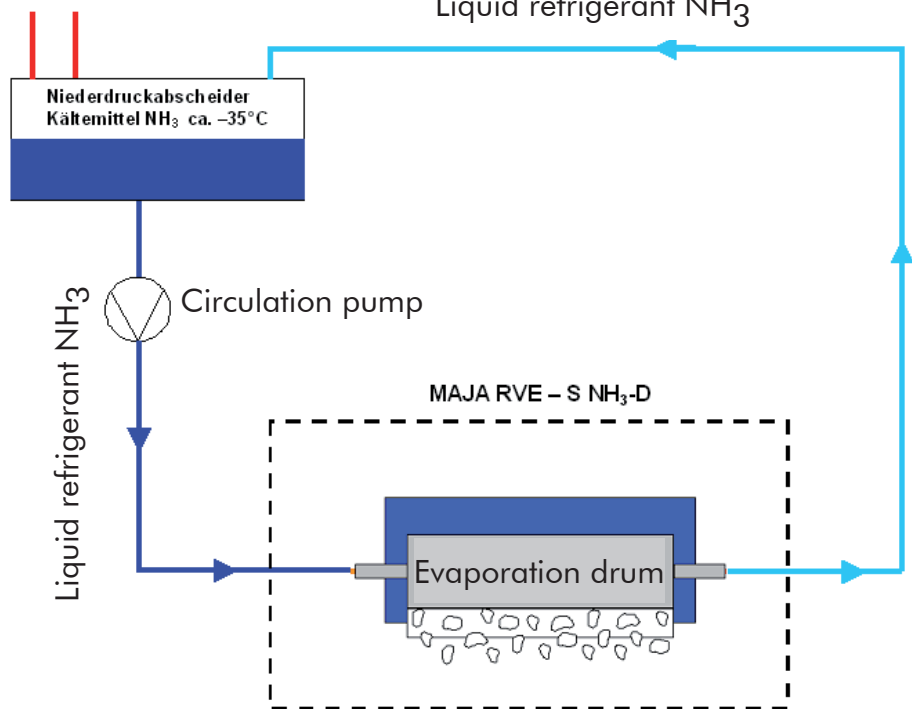 Liquid refrigerant NH3
Niederdruckabscheider
Kältemittel NH₃ ca. –35°C
Circulation pump
Liquid refrigerant NH3
MAJA RVE – S NH₃-D
Evaporation drum